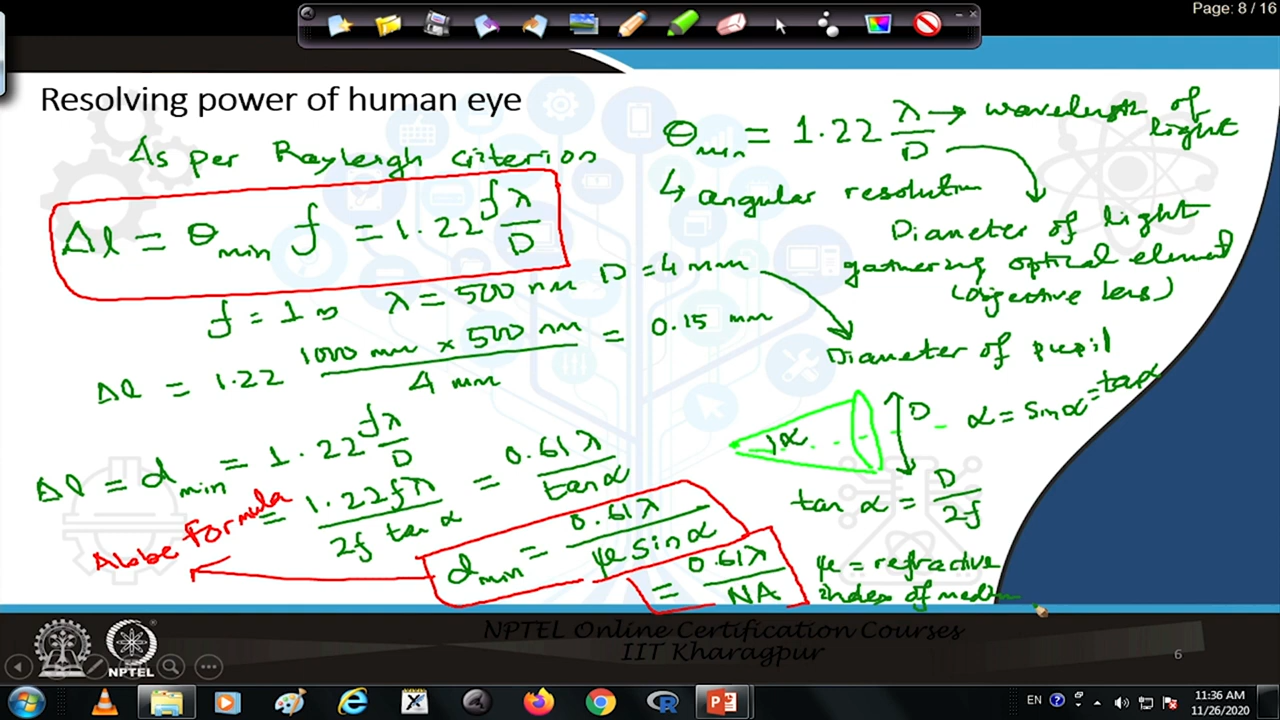 Page: 8 / 16
Resolving power of human eye
As per Rayleigh criterion
Δl = θmin f = 1.22 fλ/D
f = 1 m λ = 500 nm D = 4 mm
Δl = 1.22 1000 mm × 500 nm / 4 mm = 0.15 mm
Δl = dmin = 1.22 fλ/D
= 1.22fλ / 2f tan α = 0.61λ / tanα
Abbe Formula
dmin = 0.61λ / μ sinα
= 0.61λ / NA
θmin = 1.22 λ/D → wavelength of
light
↳ angular resolution
Diameter of light
gathering optical element
(objective lens)
Diameter of pupil
α
D
α = sinα = tanα
tan α = D/2f
μ = refractive
index of medium
NPTEL Online Certification Courses
IIT Kharagpur
NPTEL
6
EN
11:36 AM
11/26/2020